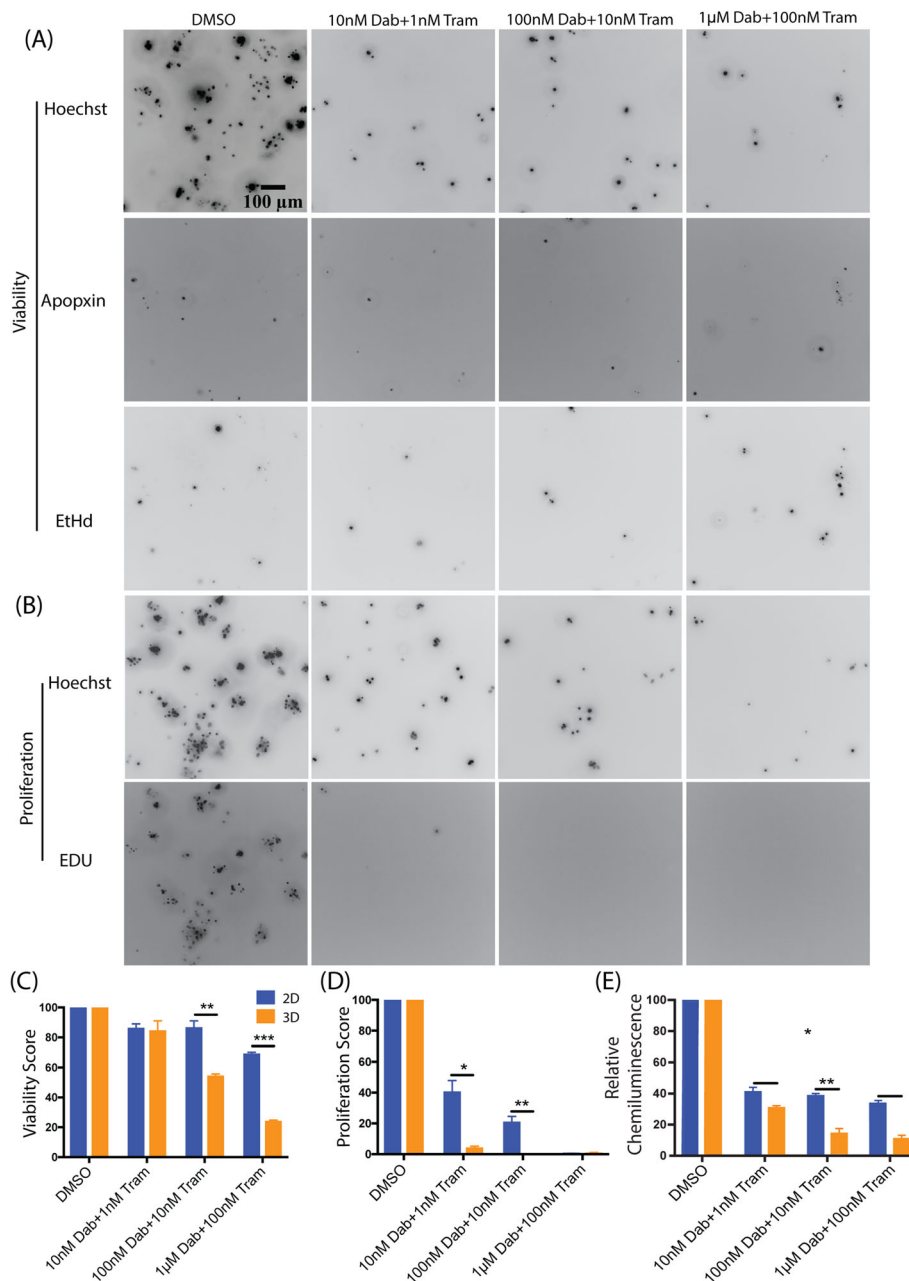 (A)
DMSO
10nM Dab+1nM Tram
100nM Dab+10nM Tram
1µM Dab+100nM Tram
Viability
Hoechst
100 µm
Apopxin
EtHd
(B)
Proliferation
Hoechst
EDU
(C)
Viability Score
100
80
60
40
20
0
**
***
2D
3D
DMSO
10nM Dab+1nM Tram
100nM Dab+10nM Tram
1µM Dab+100nM Tram
(D)
Proliferation Score
100
80
60
40
20
0
*
**
DMSO
10nM Dab+1nM Tram
100nM Dab+10nM Tram
1µM Dab+100nM Tram
(E)
Relative
Chemiluminescence
100
80
60
40
20
0
*
**
DMSO
10nM Dab+1nM Tram
100nM Dab+10nM Tram
1µM Dab+100nM Tram